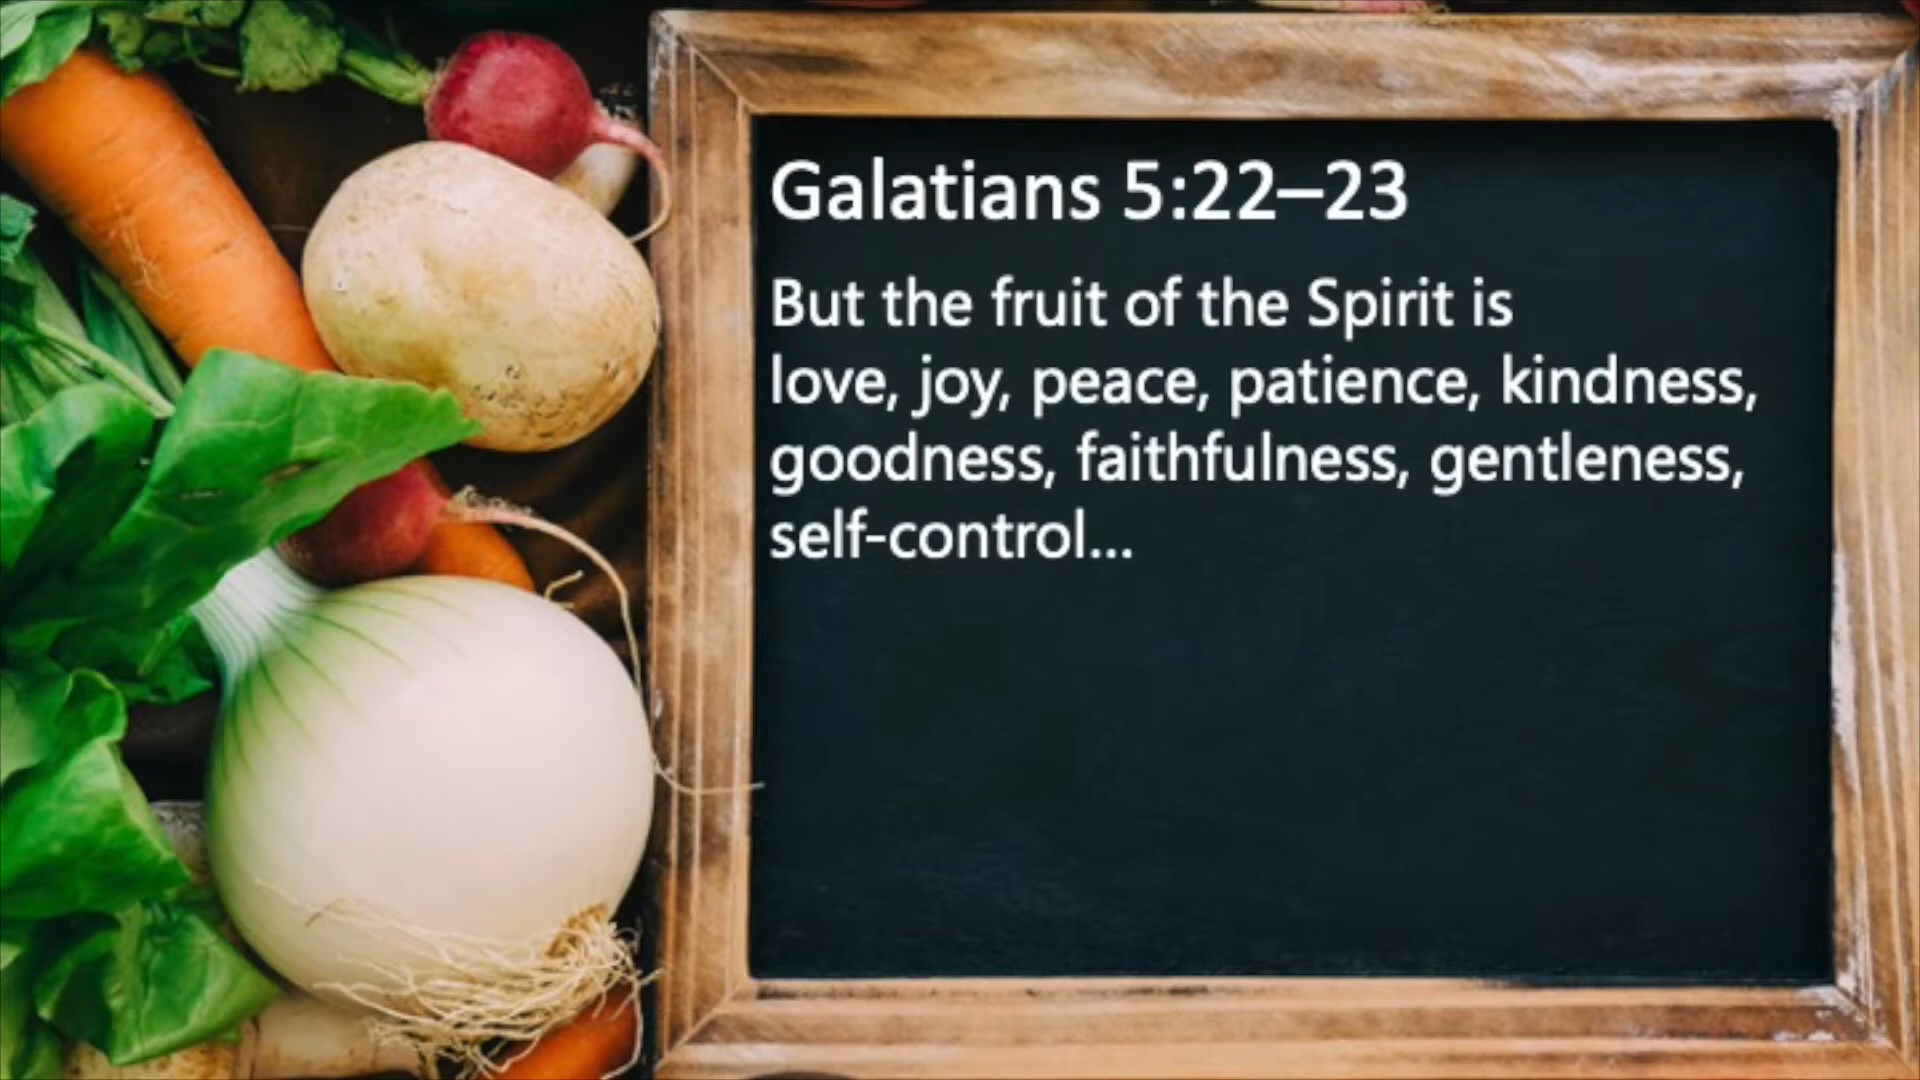 Galatians 5:22–23
But the fruit of the Spirit is
love, joy, peace, patience, kindness,
goodness, faithfulness, gentleness,
self-control...